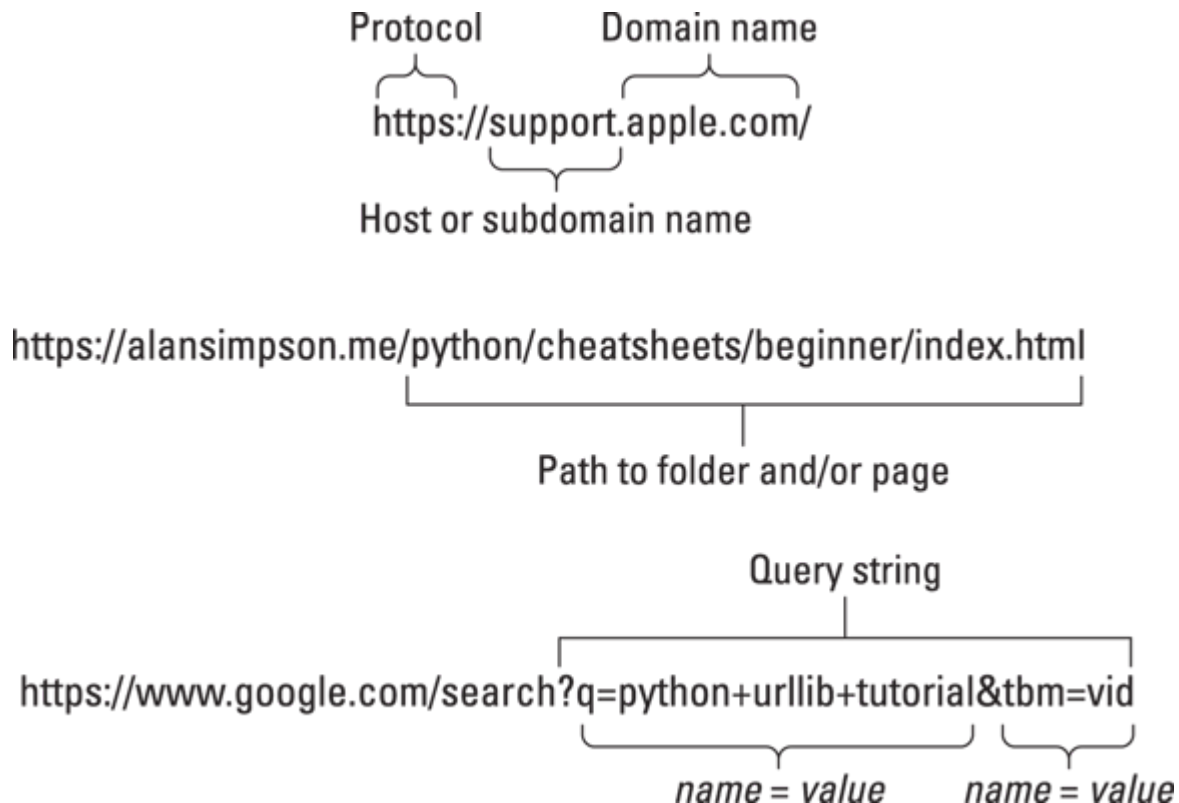 Protocol Domain name
https://support.apple.com/
Host or subdomain name
https://alansimpson.me/python/cheatsheets/beginner/index.html
Path to folder and/or page
Query string
https://www.google.com/search?q=python+urllib+tutorial&tbm=vid
name = value name = value